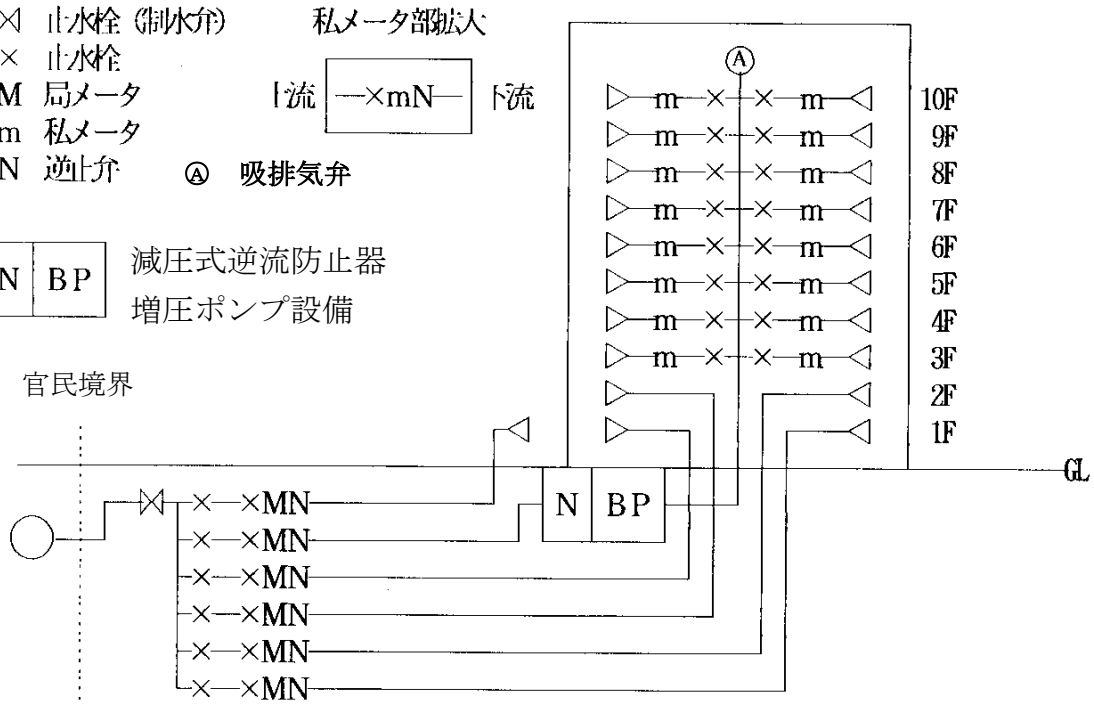 止水栓 (制水弁)
× 止水栓
M 局メータ
m 私メータ
N 逆止弁
Ⓐ 吸排気弁
私メータ部拡大
上流 ×mN 下流
N BP 減圧式逆流防止器
増圧ポンプ設備
官民境界
A
m × × m 10F
m × × m 9F
m × × m 8F
m × × m 7F
m × × m 6F
m × × m 5F
m × × m 4F
m × × m 3F
2F
1F
GL
× ×MN
N BP
× ×MN
× ×MN
× ×MN
× ×MN
× ×MN